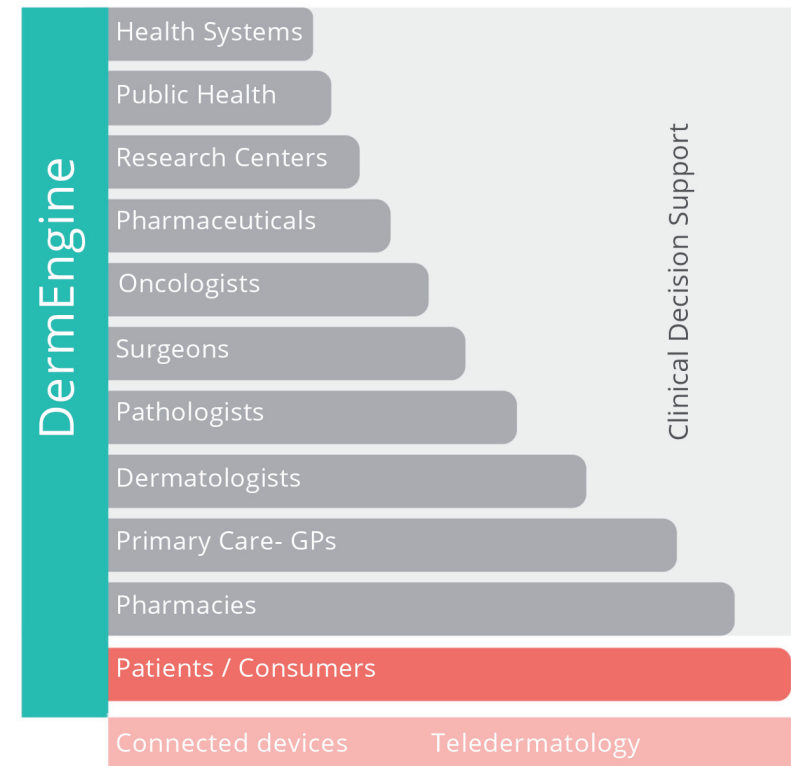 DermEngine
Health Systems
Public Health
Research Centers
Pharmaceuticals
Oncologists
Surgeons
Pathologists
Dermatologists
Primary Care- GPs
Pharmacies
Clinical Decision Support
Patients / Consumers
Connected devices
Teledermatology